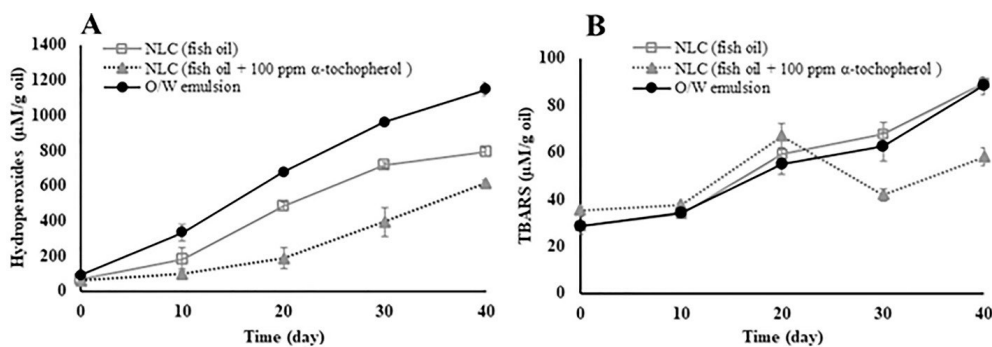 A
1400
1200
1000
800
600
400
200
0
0 10 20 30 40
Hydroperoxides (µM/g oil)
Time (day)
NLC (fish oil)
NLC (fish oil + 100 ppm α-tochopherol )
O/W emulsion
B
100
80
60
40
20
0
0 10 20 30 40
TBARS (µM/g oil)
Time (day)
NLC (fish oil)
NLC (fish oil + 100 ppm α-tochopherol )
O/W emulsion